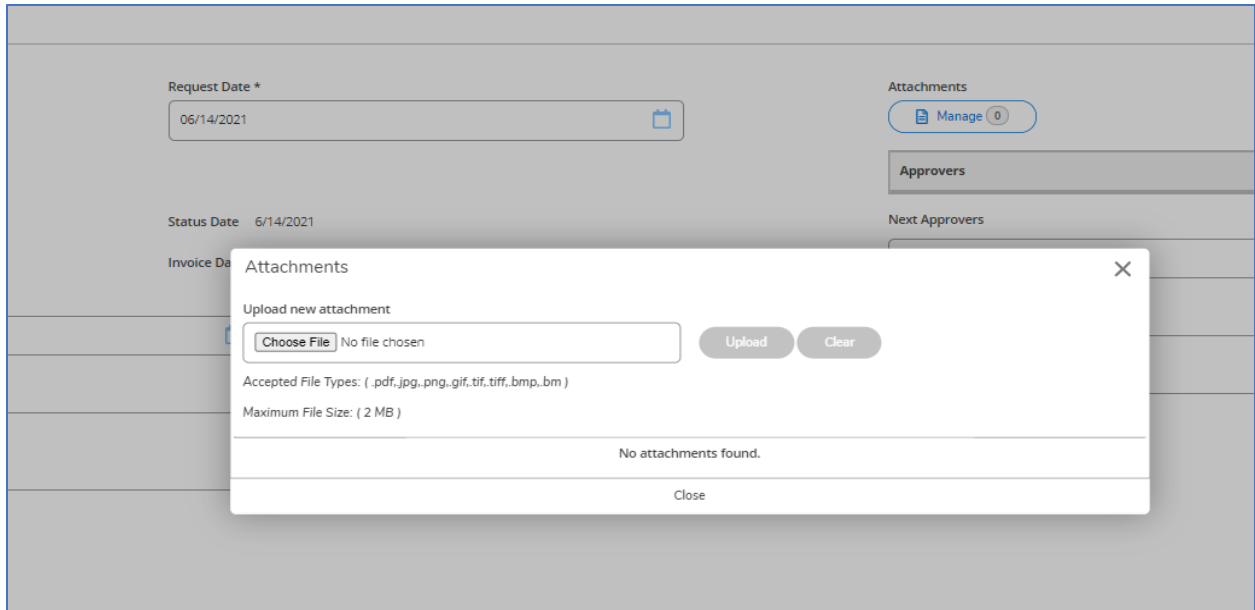 Request Date *
06/14/2021
Attachments
Manage 0
Approvers
Status Date 6/14/2021
Next Approvers
Invoice Da
Attachments
Upload new attachment
Choose File No file chosen
Upload Clear
Accepted File Types: ( .pdf,.jpg,.png,.gif,.tif,.tiff,.bmp,.bm )
Maximum File Size: ( 2 MB )
No attachments found.
Close